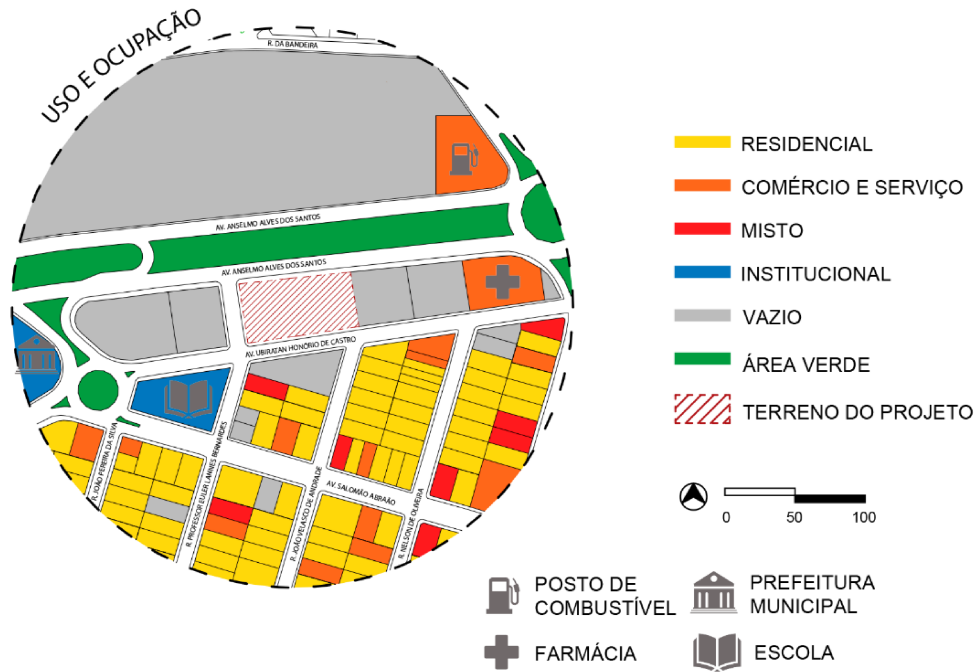 USO E OCUPAÇÃO
R. DA BANDEIRA
AV. ANSELMO ALVES DOS SANTOS
AV. ANSELMO ALVES DOS SANTOS
AV. UBIRATAN HONÓRIO DE CASTRO
R. JOÃO PEREIRA DA SILVA
R. PROFESSOR EULER LANNES BERNARDES
R. JOÃO VELASCO DE ANDRADE
AV. SALOMÃO ABRAÃO
R. NELSON DE OLIVEIRA
RESIDENCIAL
COMÉRCIO E SERVIÇO
MISTO
INSTITUCIONAL
VAZIO
ÁREA VERDE
TERRENO DO PROJETO
0 50 100
POSTO DE
COMBUSTÍVEL
PREFEITURA
MUNICIPAL
FARMÁCIA
ESCOLA